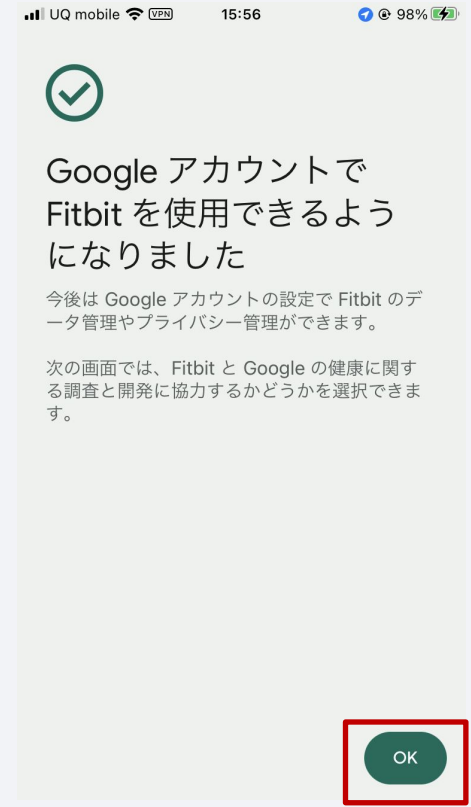 UQ mobile VPN 15:56 98%
Google アカウントで
Fitbit を使用できるよう
になりました
今後は Google アカウントの設定で Fitbit のデ
ータ管理やプライバシー管理ができます。
次の画面では、Fitbit と Google の健康に関す
る調査と開発に協力するかどうかを選択できま
す。
OK